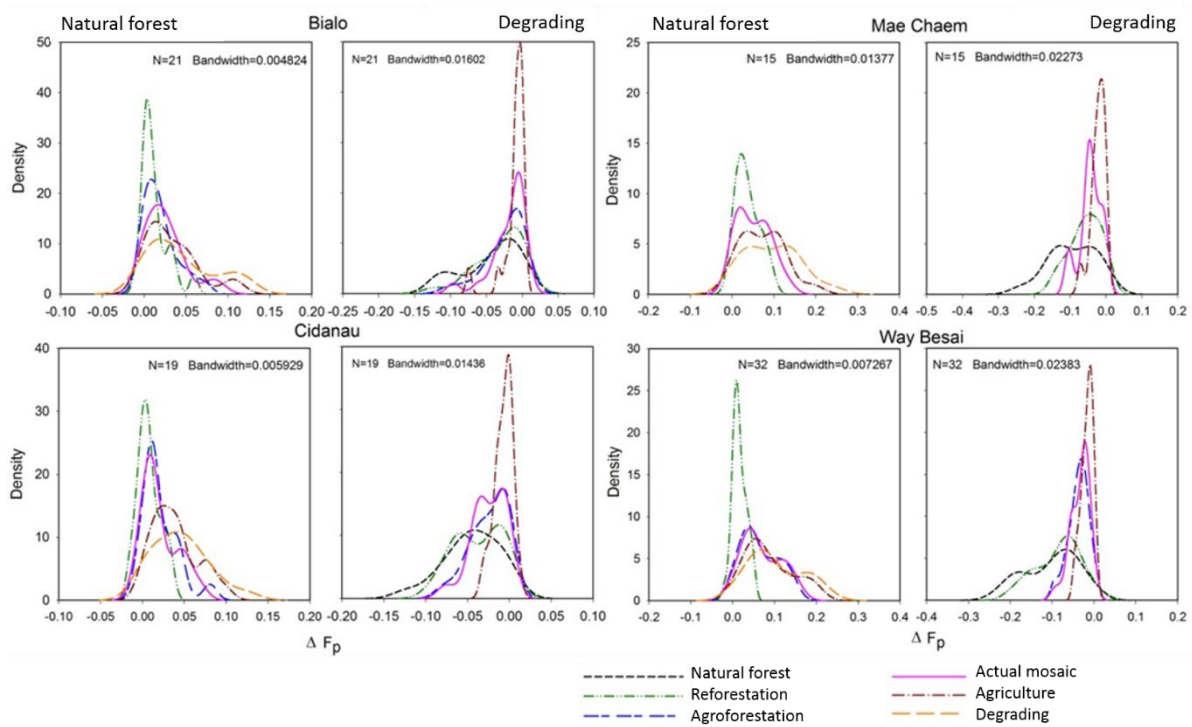 Natural forest Bialo Degrading Natural forest Mae Chaem Degrading
50 25
N=21 Bandwidth=0.004824 N=21 Bandwidth=0.01602 N=15 Bandwidth=0.01377 N=15 Bandwidth=0.02273
40 20
30 15
Density Density
20 10
10 5
0 0
-0.10 -0.05 0.00 0.05 0.10 0.15 0.20 -0.20 -0.15 -0.10 -0.05 0.00 0.05 0.10 -0.2 -0.1 0.0 0.1 0.2 0.3 0.4 -0.5 -0.4 -0.3 -0.2 -0.1 0.0 0.1 0.2
Cidanau Way Besai
40 30
N=19 Bandwidth=0.005929 N=19 Bandwidth=0.01436 N=32 Bandwidth=0.007267 N=32 Bandwidth=0.02383
25
30
20
Density Density
20 15
10
10
5
0 0
-0.10 -0.05 0.00 0.05 0.10 0.15 0.20 -0.20 -0.15 -0.10 -0.05 0.00 0.05 0.10 -0.2 -0.1 0.0 0.1 0.2 0.3 0.4 -0.4 -0.3 -0.2 -0.1 0.0 0.1 0.2
Δ Fp Δ Fp
Natural forest Actual mosaic
Reforestation Agriculture
Agroforestation Degrading